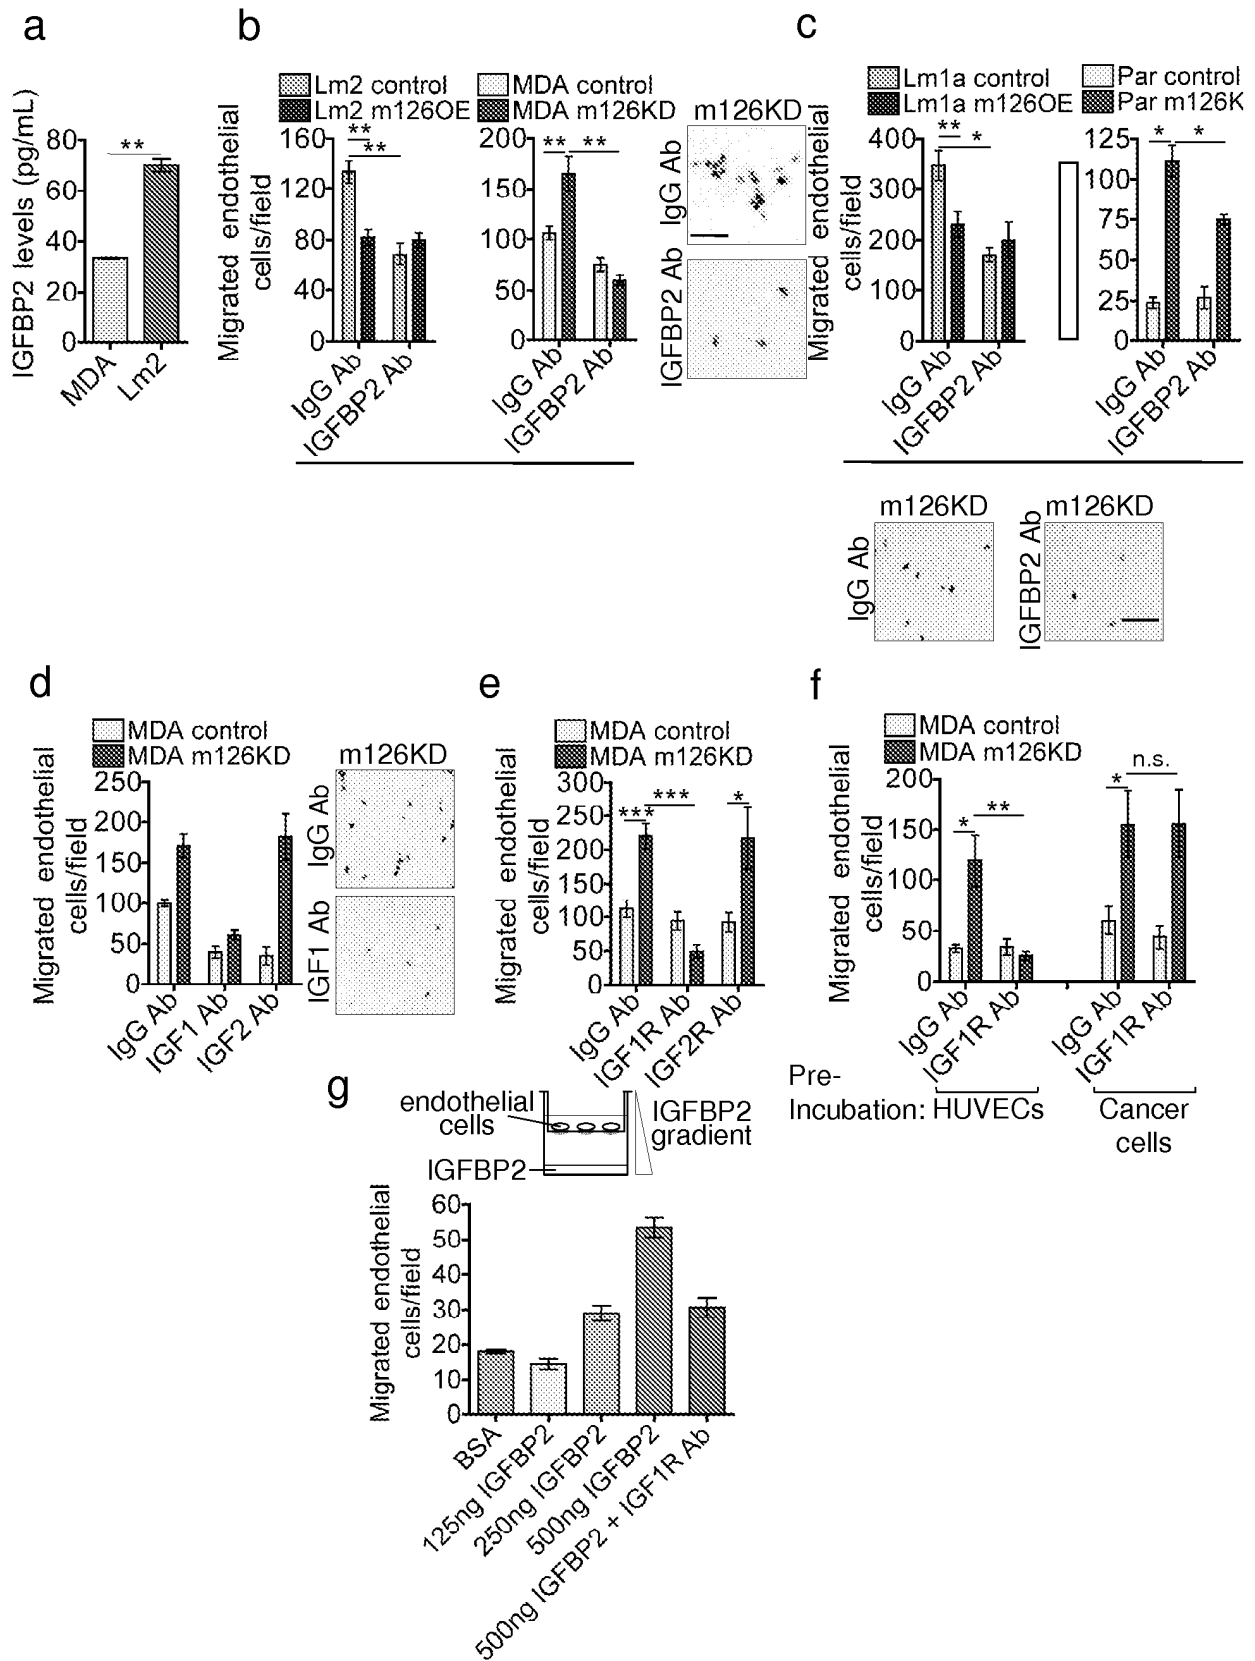 a
IGFBP2 levels (pg/mL)
80
60
40
20
0
**
MDA
Lm2
b
Lm2 control
Lm2 m126OE
MDA control
MDA m126KD
Migrated endothelial
cells/field
160
120
80
40
0
**
**
IgG Ab
IGFBP2 Ab
200
150
100
50
0
**
**
IgG Ab
IGFBP2 Ab
m126KD
IgG Ab
IGFBP2 Ab
c
Lm1a control
Lm1a m126OE
Par control
Par m126K
Migrated endothelial
cells/field
400
300
200
100
0
**
*
IgG Ab
IGFBP2 Ab
125
100
75
50
25
0
*
*
IgG Ab
IGFBP2 Ab
m126KD
m126KD
IgG Ab
IGFBP2 Ab
d
MDA control
MDA m126KD
Migrated endothelial
cells/field
250
200
150
100
50
0
IgG Ab
IGF1 Ab
IGF2 Ab
m126KD
IgG Ab
IGF1 Ab
e
MDA control
MDA m126KD
Migrated endothelial
cells/field
300
250
200
150
100
50
0
***
***
*
IgG Ab
IGF1R Ab
IGF2R Ab
f
MDA control
MDA m126KD
Migrated endothelial
cells/field
200
150
100
50
0
*
**
*
n.s.
IgG Ab
IGF1R Ab
IgG Ab
IGF1R Ab
Pre-
Incubation: HUVECs
Cancer
cells
g
endothelial
cells
IGFBP2
IGFBP2
gradient
Migrated endothelial
cells/field
60
50
40
30
20
10
0
BSA
125ng IGFBP2
250ng IGFBP2
500ng IGFBP2
500ng IGFBP2 + IGF1R Ab